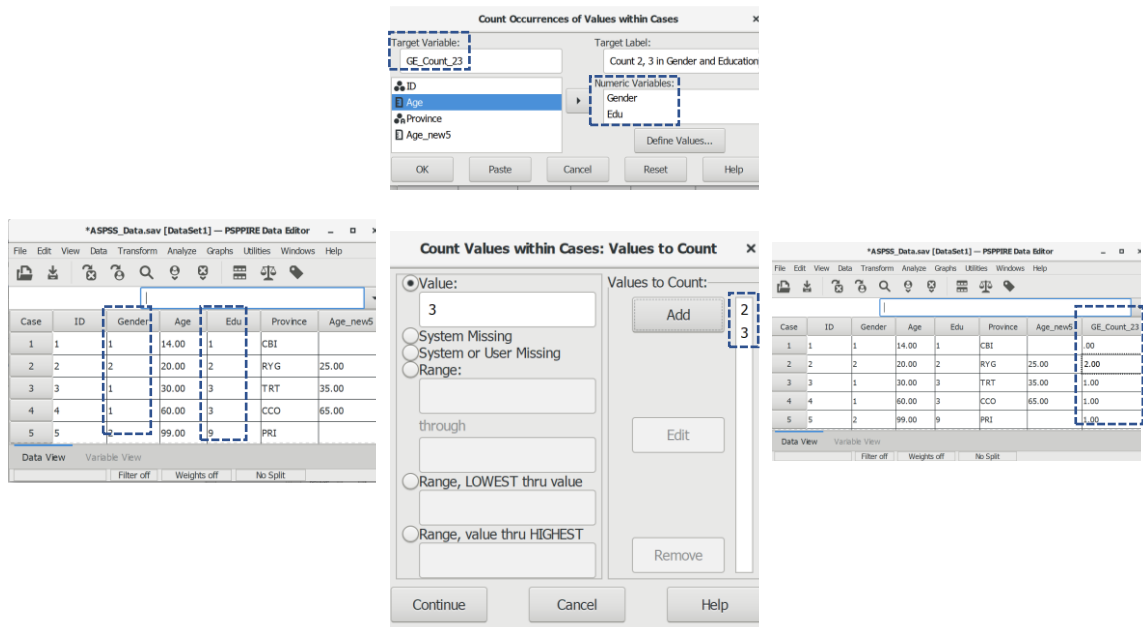 Count Occurrences of Values within Cases ×
Target Variable: Target Label:
GE_Count_23 Count 2, 3 in Gender and Education
ID Numeric Variables:
Age Gender
Province Edu
Age_new5
Define Values...
OK Paste Cancel Reset Help
*ASPSS_Data.sav [DataSet1] — PSPPIRE Data Editor
File Edit View Data Transform Analyze Graphs Utilities Windows Help
Case ID Gender Age Edu Province Age_new5
1 1 1 14.00 1 CBI
2 2 2 20.00 2 RYG 25.00
3 3 1 30.00 3 TRT 35.00
4 4 1 60.00 3 CCO 65.00
5 5 2 99.00 9 PRI
Data View Variable View
Filter off Weights off No Split
Count Values within Cases: Values to Count ×
Value: Values to Count:
3 Add 2
3
System Missing
System or User Missing
Range:
through Edit
Range, LOWEST thru value
Range, value thru HIGHEST
Remove
Continue Cancel Help
*ASPSS_Data.sav [DataSet1] — PSPPIRE Data Editor
File Edit View Data Transform Analyze Graphs Utilities Windows Help
Case ID Gender Age Edu Province Age_new5 GE_Count_23
1 1 1 14.00 1 CBI .00
2 2 2 20.00 2 RYG 25.00 2.00
3 3 1 30.00 3 TRT 35.00 1.00
4 4 1 60.00 3 CCO 65.00 1.00
5 5 2 99.00 9 PRI 1.00
Data View Variable View
Filter off Weights off No Split